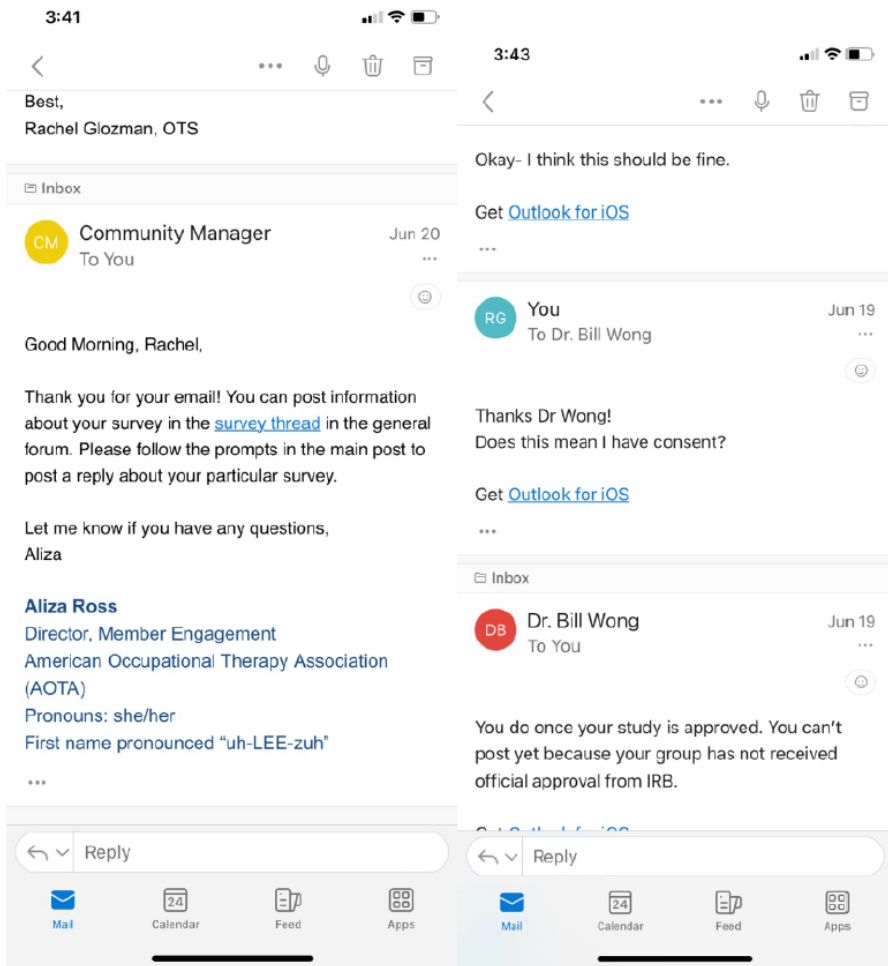 3:41
Best,
Rachel Glozman, OTS
Inbox
CM
Community Manager
Jun 20
To You
Good Morning, Rachel,
Thank you for your email! You can post information
about your survey in the survey thread in the general
forum. Please follow the prompts in the main post to
post a reply about your particular survey.
Let me know if you have any questions,
Aliza
Aliza Ross
Director, Member Engagement
American Occupational Therapy Association
(AOTA)
Pronouns: she/her
First name pronounced “uh-LEE-zuh”
Reply
24
Mail
Calendar
Feed
Apps
3:43
Okay- I think this should be fine.
Get Outlook for iOS
RG
You
Jun 19
To Dr. Bill Wong
Thanks Dr Wong!
Does this mean I have consent?
Get Outlook for iOS
Inbox
DB
Dr. Bill Wong
Jun 19
To You
You do once your study is approved. You can’t
post yet because your group has not received
official approval from IRB.
Get Outlook for iOS
Reply
24
Mail
Calendar
Feed
Apps